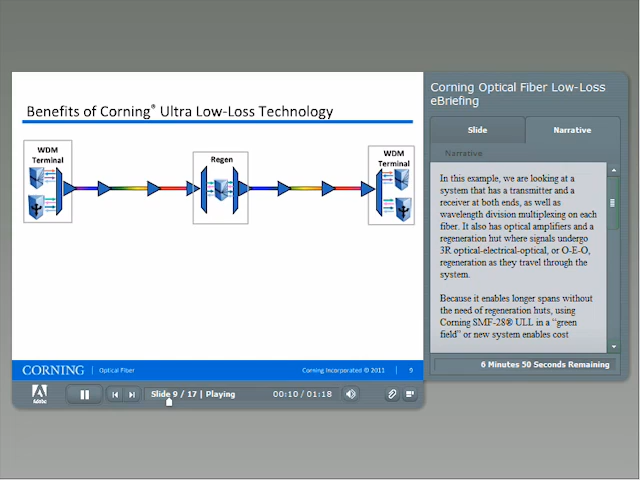 Benefits of Corning® Ultra Low-Loss Technology
WDM
Terminal
Regen
WDM
Terminal
CORNING | Optical Fiber
Corning Incorporated © 2011 | 9
Adobe
Slide 9 / 17 | Playing
00:10 / 01:18
Corning Optical Fiber Low-Loss
eBriefing
Slide
Narrative
Narrative
In this example, we are looking at a
system that has a transmitter and a
receiver at both ends, as well as
wavelength division multiplexing on each
fiber. It also has optical amplifiers and a
regeneration hut where signals undergo
3R optical-electrical-optical, or O-E-O,
regeneration as they travel through the
system.
Because it enables longer spans without
the need of regeneration huts, using
Corning SMF-28® ULL in a “green
field” or new system enables cost
6 Minutes 50 Seconds Remaining